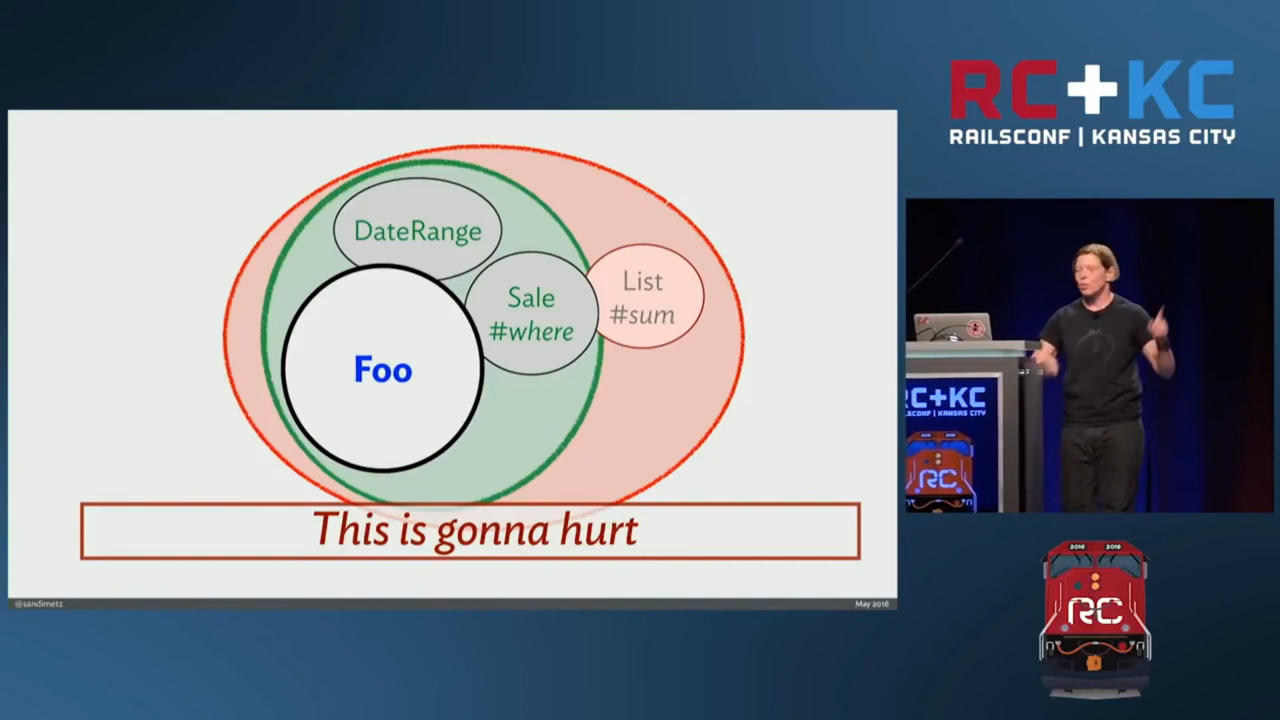 RC+KC
RAILSCONF | KANSAS CITY
DateRange
Sale
#where
List
#sum
Foo
This is gonna hurt
@sandimetz
May 2016
RC+KC
RAILSCONF | KANSAS CITY
RC
2016 2016
RC